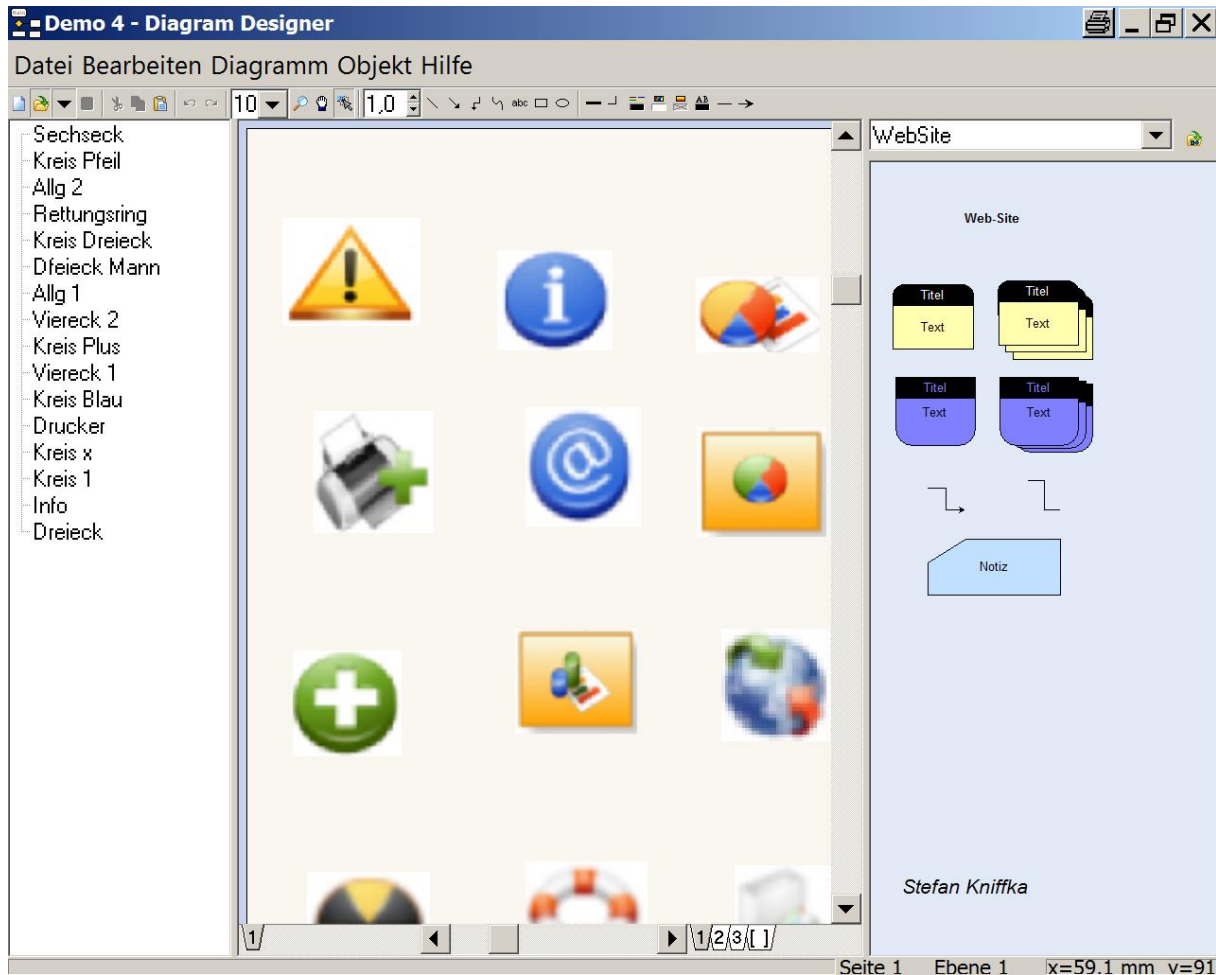 Demo 4 - Diagram Designer
Datei Bearbeiten Diagramm Objekt Hilfe
10 1,0 abc AB
Sechseck
Kreis Pfeil
Allg 2
Rettungsring
Kreis Dreieck
Dfeieck Mann
Allg 1
Viereck 2
Kreis Plus
Viereck 1
Kreis Blau
Drucker
Kreis x
Kreis 1
Info
Dreieck
!
i
@
1
1 2 3 [ ]
WebSite
Web-Site
Titel Titel
Text Text
Titel Titel
Text Text
Notiz
Stefan Kniffka
Seite 1 Ebene 1 x=59,1 mm y=91